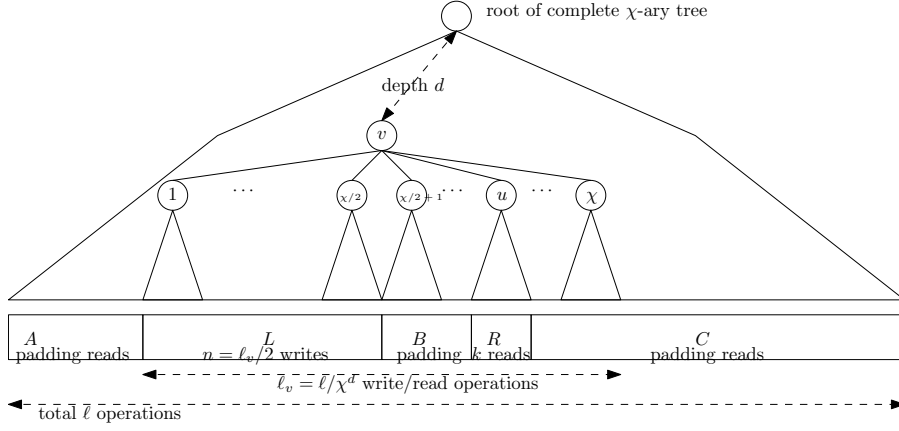 root of complete χ-ary tree
depth d
v
1 ... χ/2 χ/2 + 1 ... u ... χ
A L B R C
padding reads n = ℓ_v/2 writes padding k reads padding reads
ℓ_v = ℓ/χ^d write/read operations
total ℓ operations